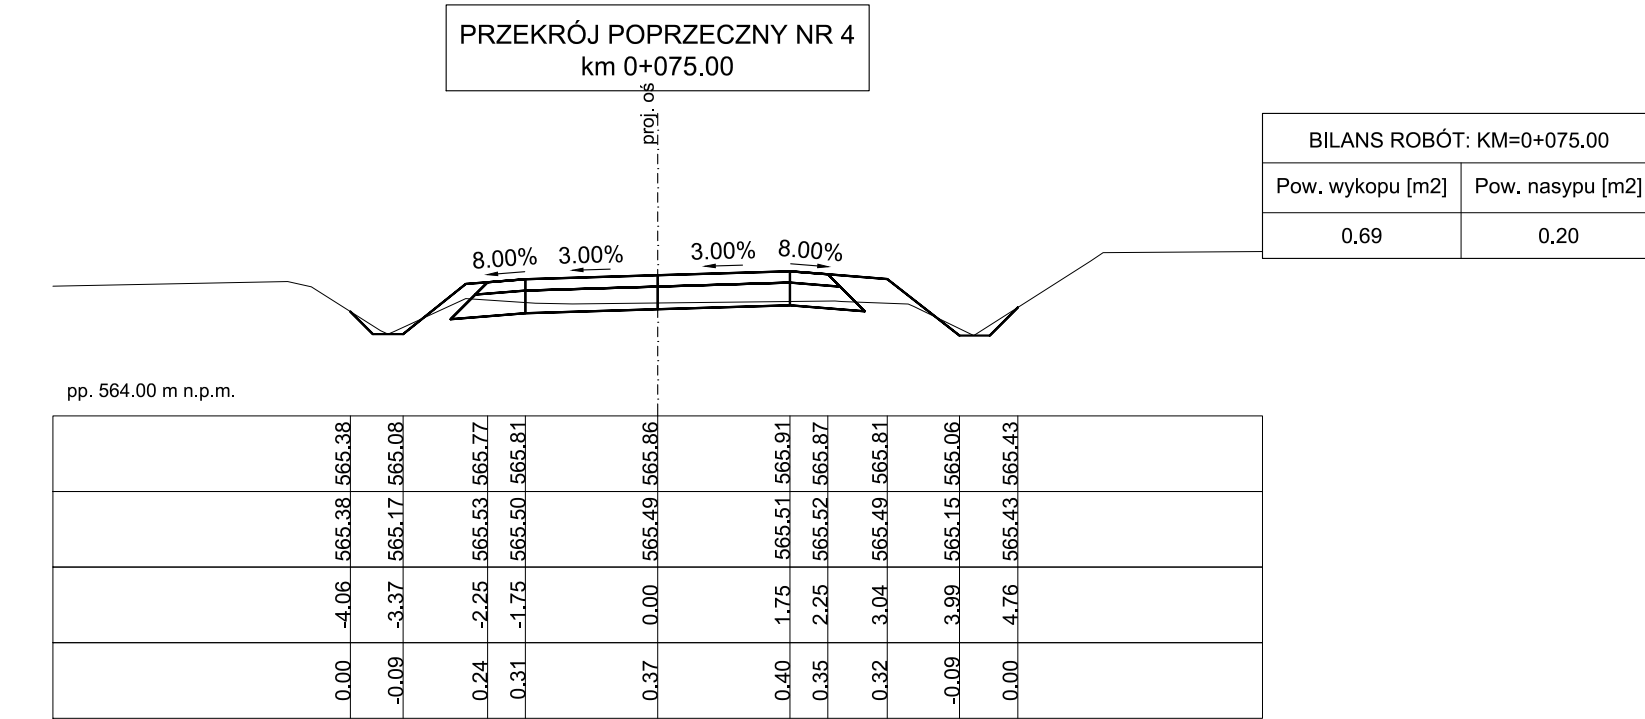 PRZEKRÓJ POPRZECZNY NR 4
km 0+075.00
proj. oś
BILANS ROBÓT: KM=0+075.00
Pow. wykopu [m2] Pow. nasypu [m2]
0.69 0.20
8.00% 3.00% 3.00% 8.00%
pp. 564.00 m n.p.m.
565.38 565.08 565.77 565.81 565.86 565.91 565.87 565.81 565.06 565.43
565.38 565.17 565.53 565.50 565.49 565.51 565.52 565.49 565.15 565.43
-4.06 -3.37 -2.25 -1.75 0.00 1.75 2.25 3.04 3.99 4.76
0.00 -0.09 0.24 0.31 0.37 0.40 0.35 0.32 -0.09 0.00